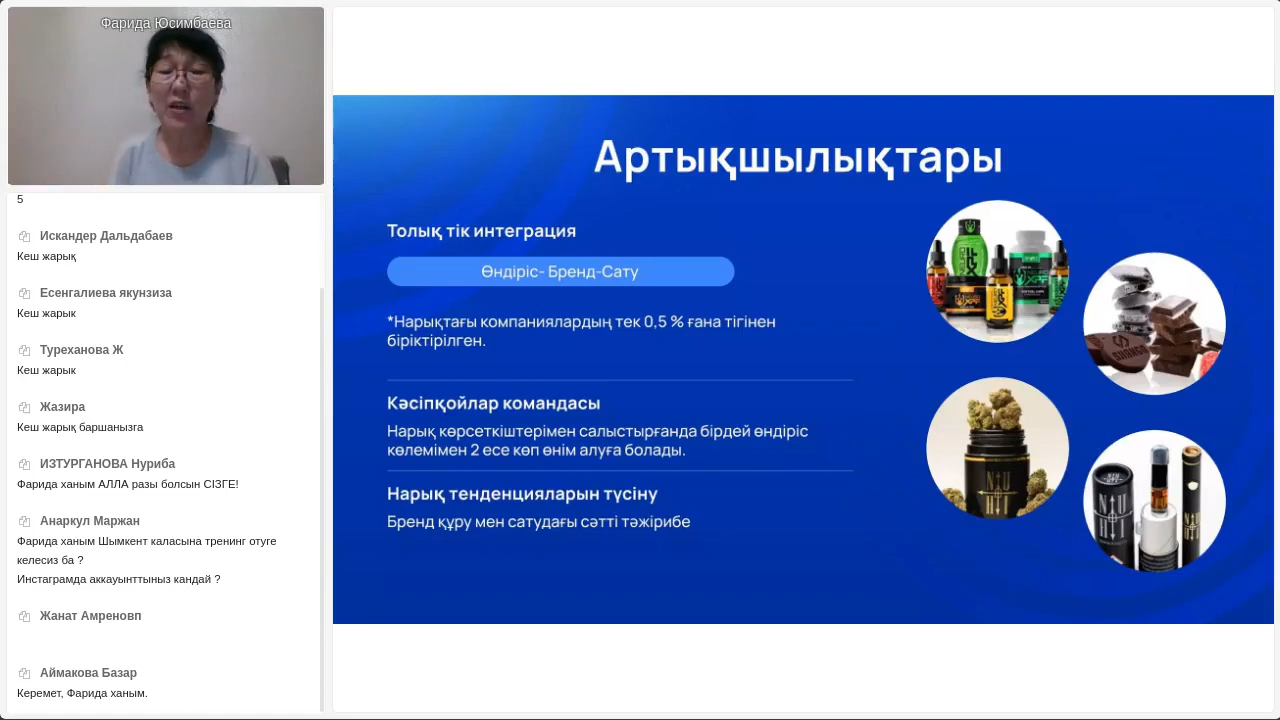 Фарида Юсимбаева
5
Искандер Дальдабаев
Кеш жарық
Есенгалиева якунзиза
Кеш жарык
Туреханова Ж
Кеш жарык
Жазира
Кеш жарық баршанызга
ИЗТУРГАНОВА Нуриба
Фарида ханым АЛЛА разы болсын СІЗГЕ!
Анаркул Маржан
Фарида ханым Шымкент каласына тренинг отуге
келесиз ба ?
Инстаграмда аккауынттыныз кандай ?
Жанат Амреновп
Аймакова Базар
Керемет, Фарида ханым.
Артықшылықтары
Толық тік интеграция
Өндіріс- Бренд-Сату
*Нарықтағы компаниялардың тек 0,5 % ғана тігінен
біріктірілген.
Кәсіпқойлар командасы
Нарық көрсеткіштерімен салыстырғанда бірдей өндіріс
көлемімен 2 есе көп өнім алуға болады.
Нарық тенденцияларын түсіну
Бренд құру мен сатудағы сәтті тәжірибе